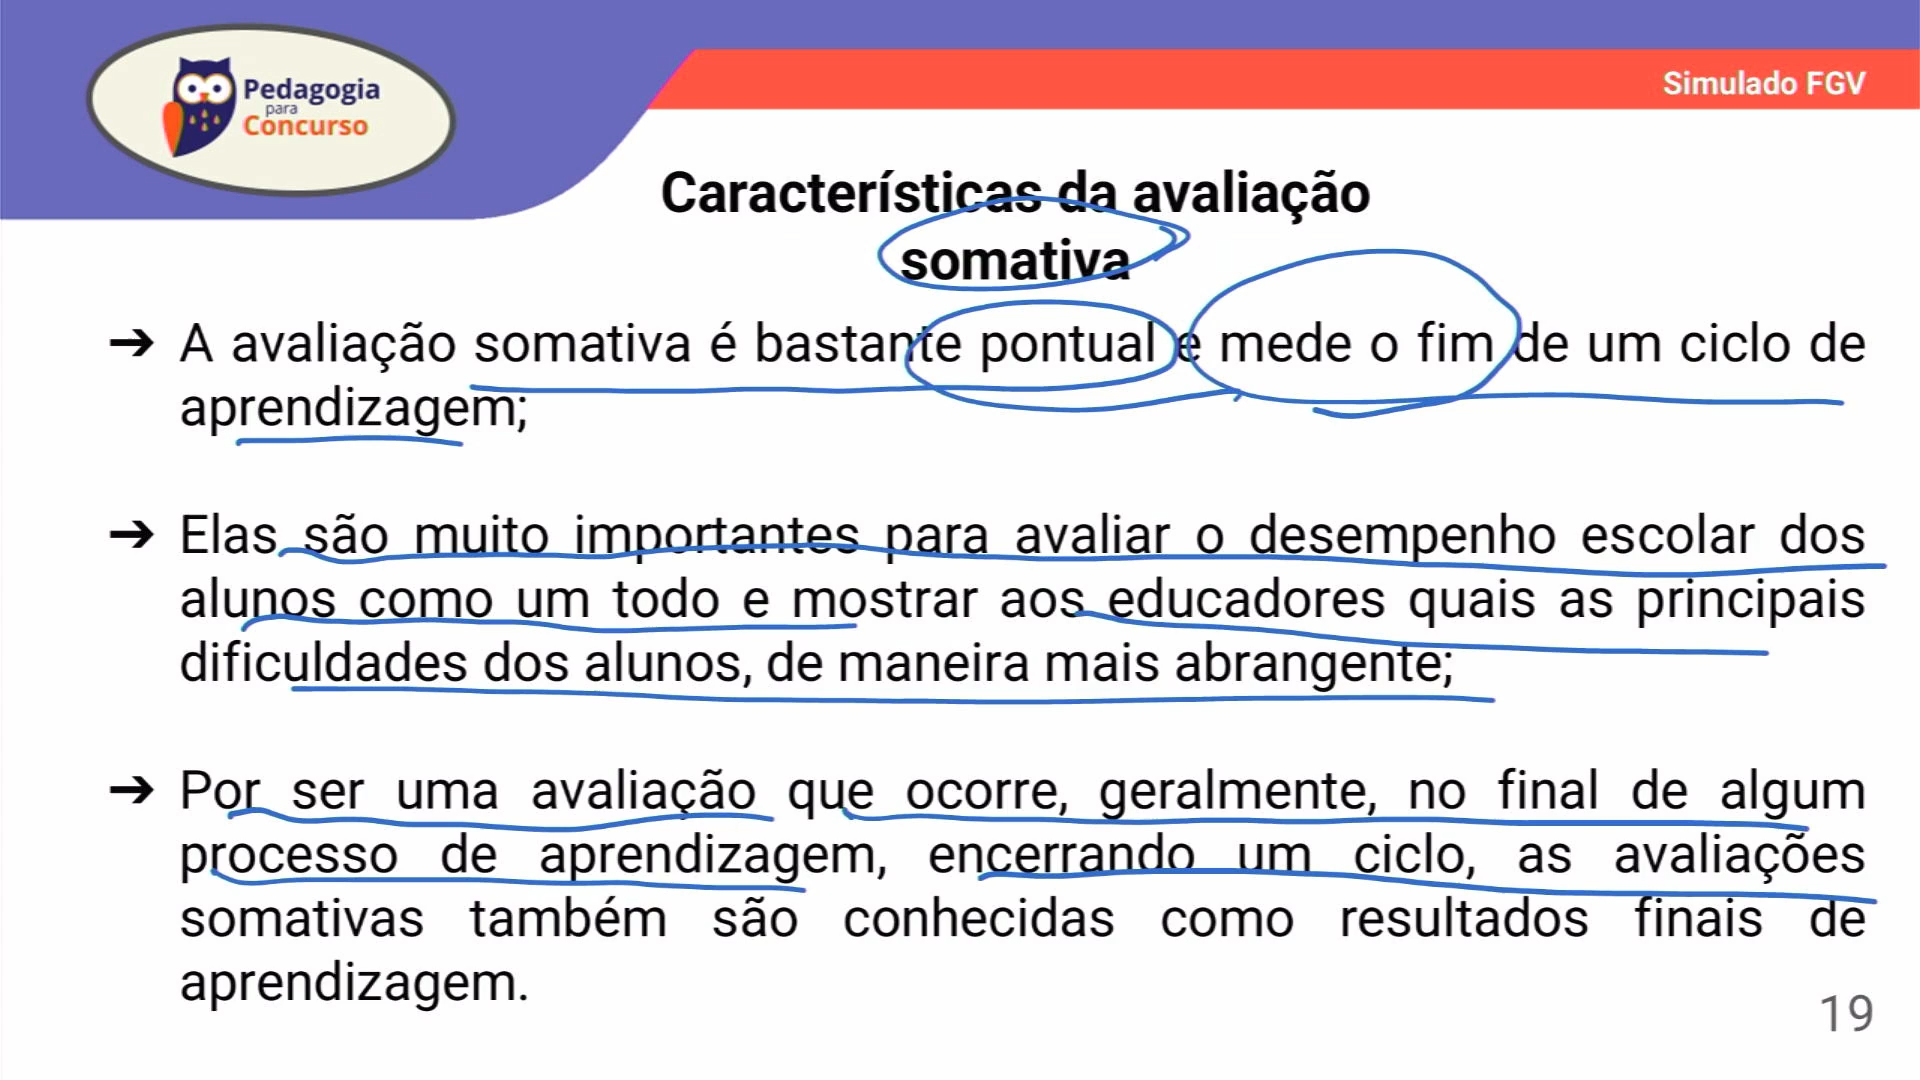 Pedagogia
para
Concurso
Simulado FGV
Características da avaliação
somativa
➔ A avaliação somativa é bastante pontual e mede o fim de um ciclo de
aprendizagem;
➔ Elas são muito importantes para avaliar o desempenho escolar dos
alunos como um todo e mostrar aos educadores quais as principais
dificuldades dos alunos, de maneira mais abrangente;
➔ Por ser uma avaliação que ocorre, geralmente, no final de algum
processo de aprendizagem, encerrando um ciclo, as avaliações
somativas também são conhecidas como resultados finais de
aprendizagem.
19